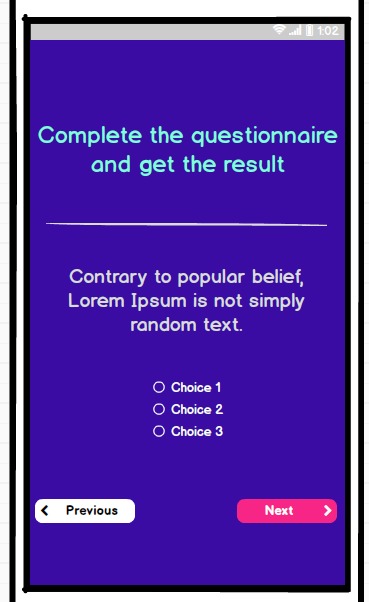 1:02
Complete the questionnaire
and get the result
Contrary to popular belief,
Lorem Ipsum is not simply
random text.
Choice 1
Choice 2
Choice 3
Previous
Next